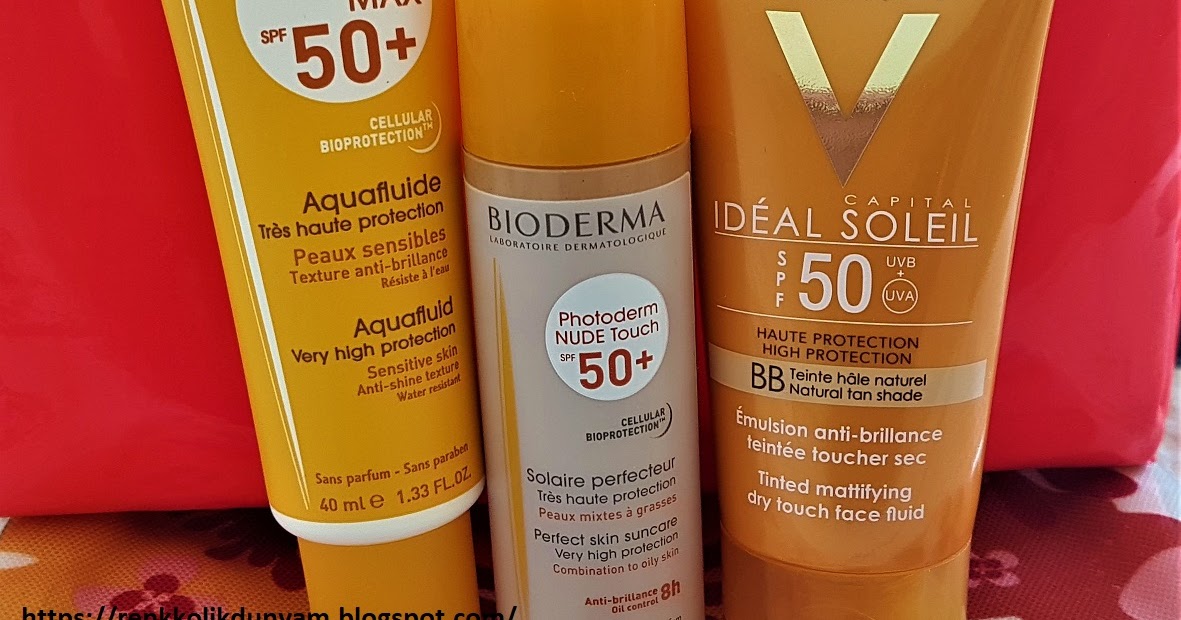 MAX
SPF 50+
CELLULAR
BIOPROTECTION™
Aquafluide
Très haute protection
Peaux sensibles
Texture anti-brillance
Résiste à l'eau
Aquafluid
Very high protection
Sensitive skin
Anti-shine texture
Water resistant
Sans parfum - Sans paraben
40 ml e 1.33 FL.OZ.
BIODERMA
LABORATOIRE DERMATOLOGIQUE
Photoderm
NUDE Touch
SPF 50+
CELLULAR
BIOPROTECTION™
Solaire perfecteur
Très haute protection
Peaux mixtes à grasses
Perfect skin suncare
Very high protection
Combination to oily skin
Anti-brillance 8h
Oil control
V
CAPITAL
IDÉAL SOLEIL
SPF 50 UVB + UVA
HAUTE PROTECTION
HIGH PROTECTION
BB Teinte hâle naturel
Natural tan shade
Émulsion anti-brillance
teintée toucher sec
Tinted mattifying
dry touch face fluid
https://renkkolikdunyam.blogspot.com/